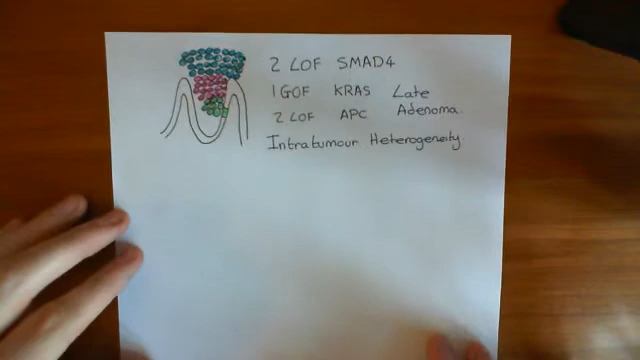 2 LOF SMAD4
1 GOF KRAS Late
2 LOF APC Adenoma.
Intratumour Heterogeneity